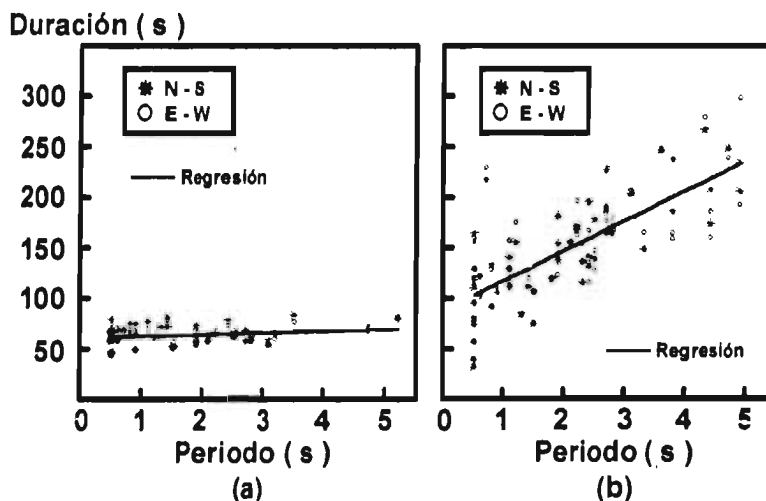 Duración ( s )
300
250
200
150
100
50
N - S
E - W
Regresión
0 1 2 3 4 5
Periodo ( s )
(a)
N - S
E - W
Regresión
0 1 2 3 4 5
Periodo ( s )
(b)